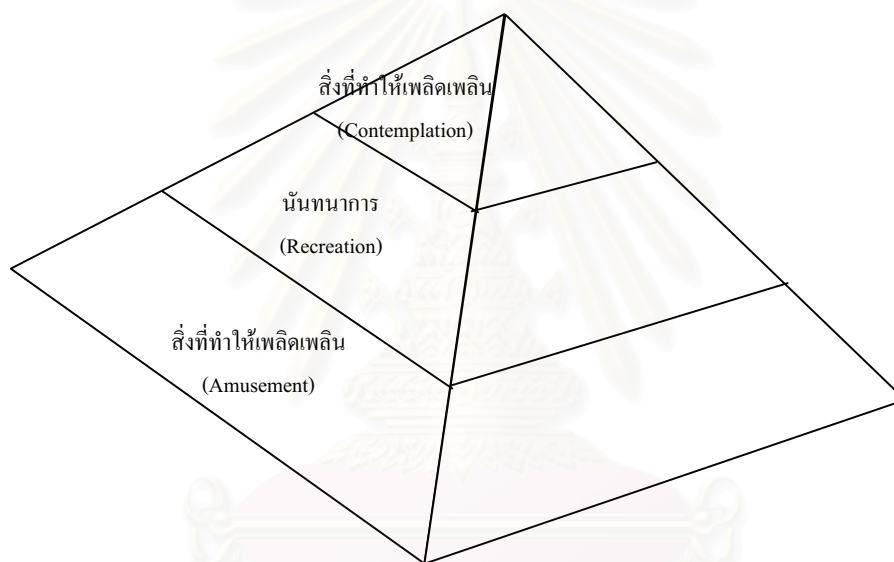 สิ่งที่ทำให้เพลิดเพลิน
(Contemplation)
นันทนาการ
(Recreation)
สิ่งที่ทำให้เพลิดเพลิน
(Amusement)